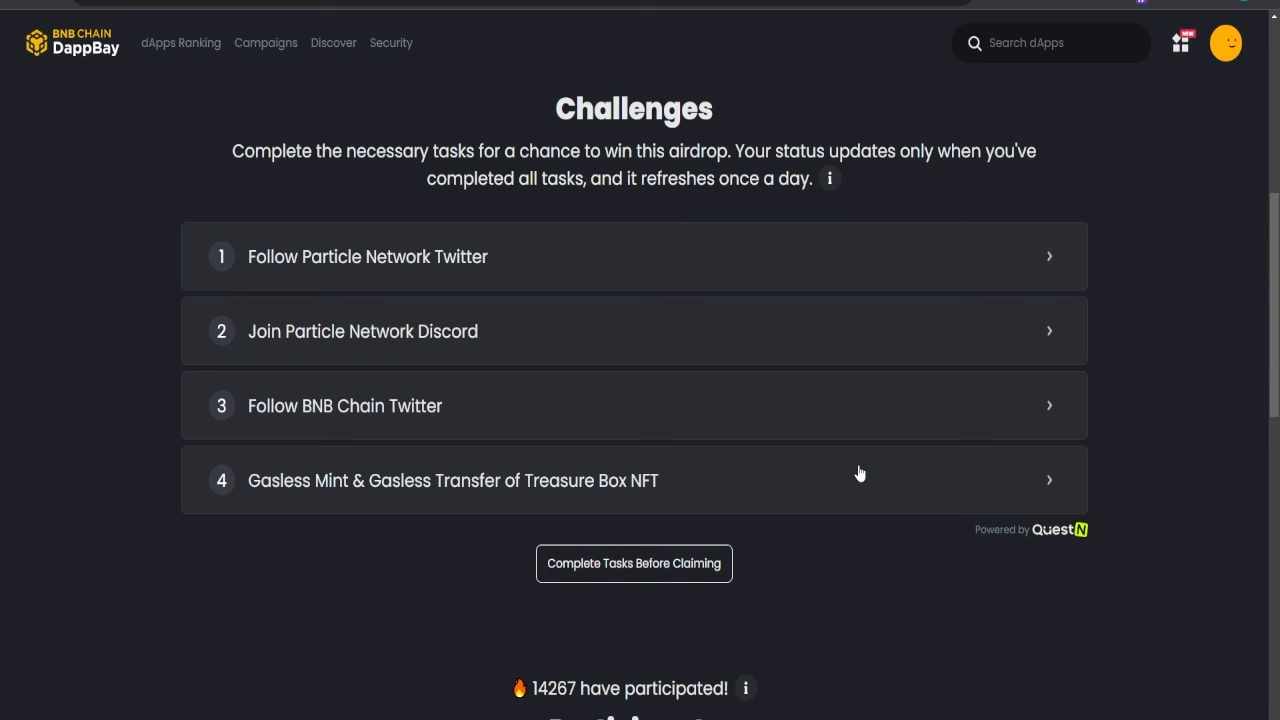 BNB CHAIN
DappBay
dApps Ranking
Campaigns
Discover
Security
Search dApps
NEW
Challenges
Complete the necessary tasks for a chance to win this airdrop. Your status updates only when you've
completed all tasks, and it refreshes once a day. i
1 Follow Particle Network Twitter
2 Join Particle Network Discord
3 Follow BNB Chain Twitter
4 Gasless Mint & Gasless Transfer of Treasure Box NFT
Powered by QuestN
Complete Tasks Before Claiming
14267 have participated! i